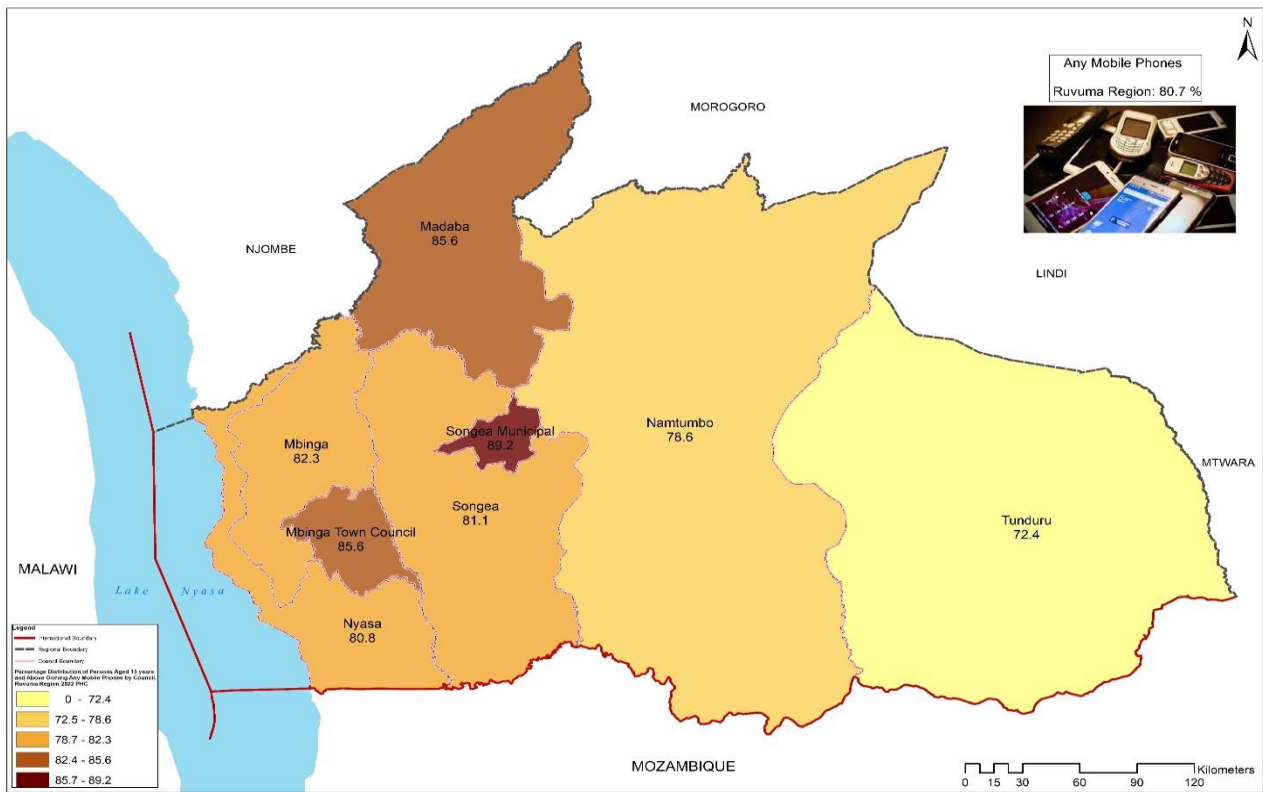 N
Any Mobile Phones
Ruvuma Region: 80.7 %
MOROGORO
Madaba
85.6
NJOMBE
LINDI
Mbinga
82.3
Songea Municipal
89.2
Namtumbo
78.6
MTWARA
Songea
81.1
Mbinga Town Council
85.6
Tunduru
72.4
MALAWI
Lake Nyasa
Nyasa
80.8
Legend
International Boundary
Regional Boundary
Council Boundary
Percentage Distribution of Persons Aged 15 years
and Above Owning Any Mobile Phones by Council,
Ruvuma Region 2022 PHC
0 - 72.4
72.5 - 78.6
78.7 - 82.3
82.4 - 85.6
85.7 - 89.2
MOZAMBIQUE
Kilometers
0 15 30 60 90 120